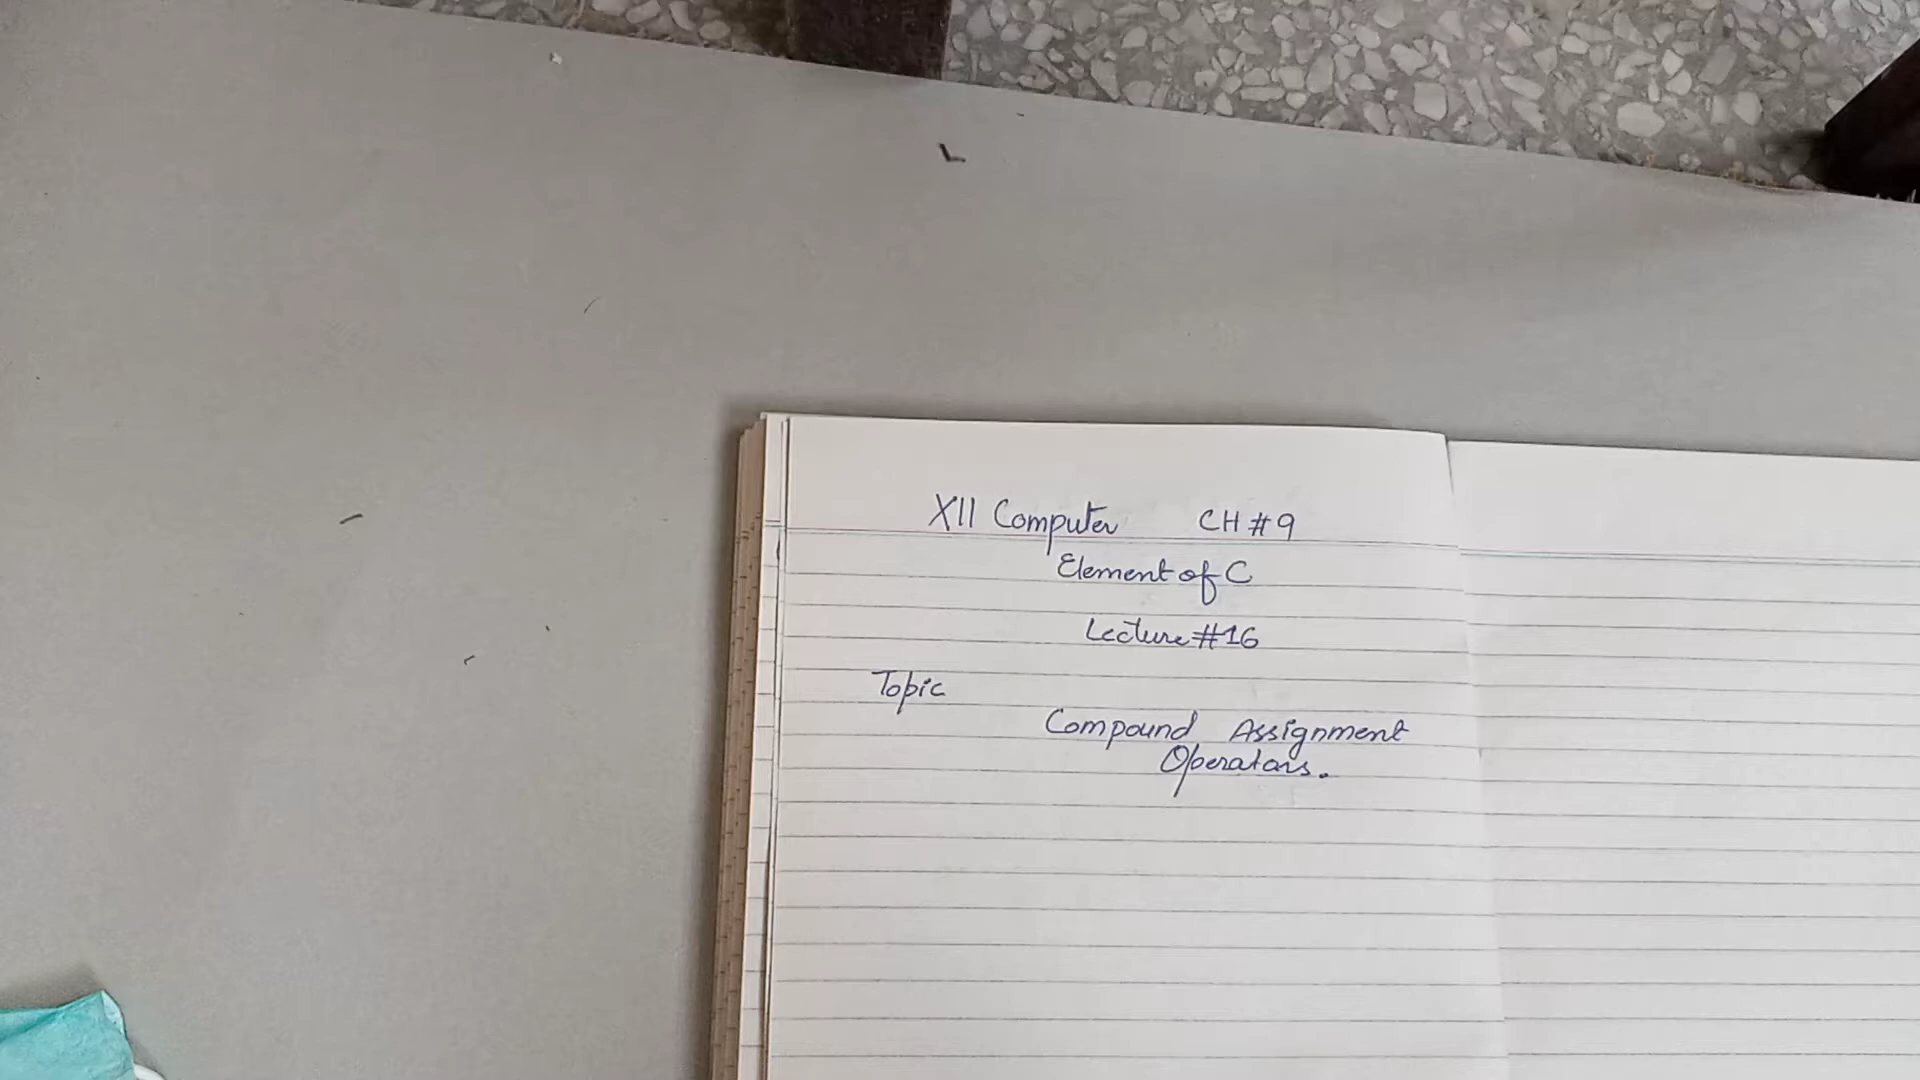 XII Computer CH #9
Element of C
Lecture #16
Topic
Compound Assignment
Operators.